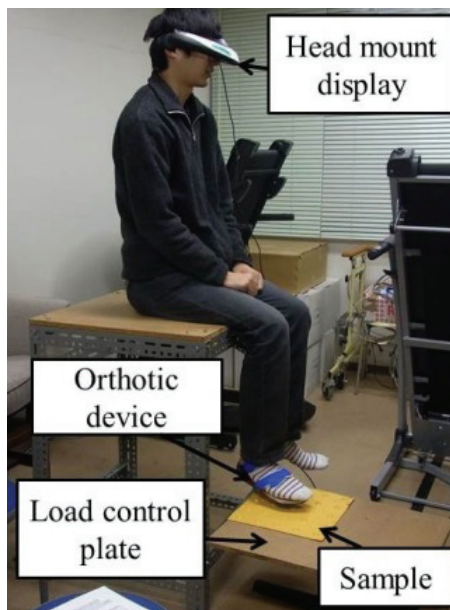 Head mount
display
Orthotic
device
Load control
plate
Sample